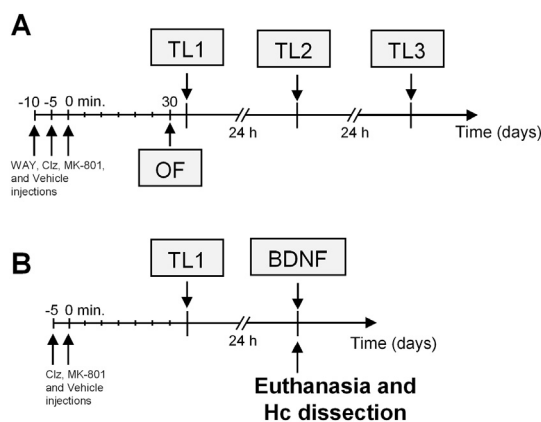 A
TL1 TL2 TL3
-10 -5 0 min. 30
24 h 24 h
Time (days)
WAY, Clz, MK-801,
and Vehicle
injections
OF
B
TL1 BDNF
-5 0 min.
24 h
Time (days)
Clz, MK-801
and Vehicle
injections
Euthanasia and
Hc dissection